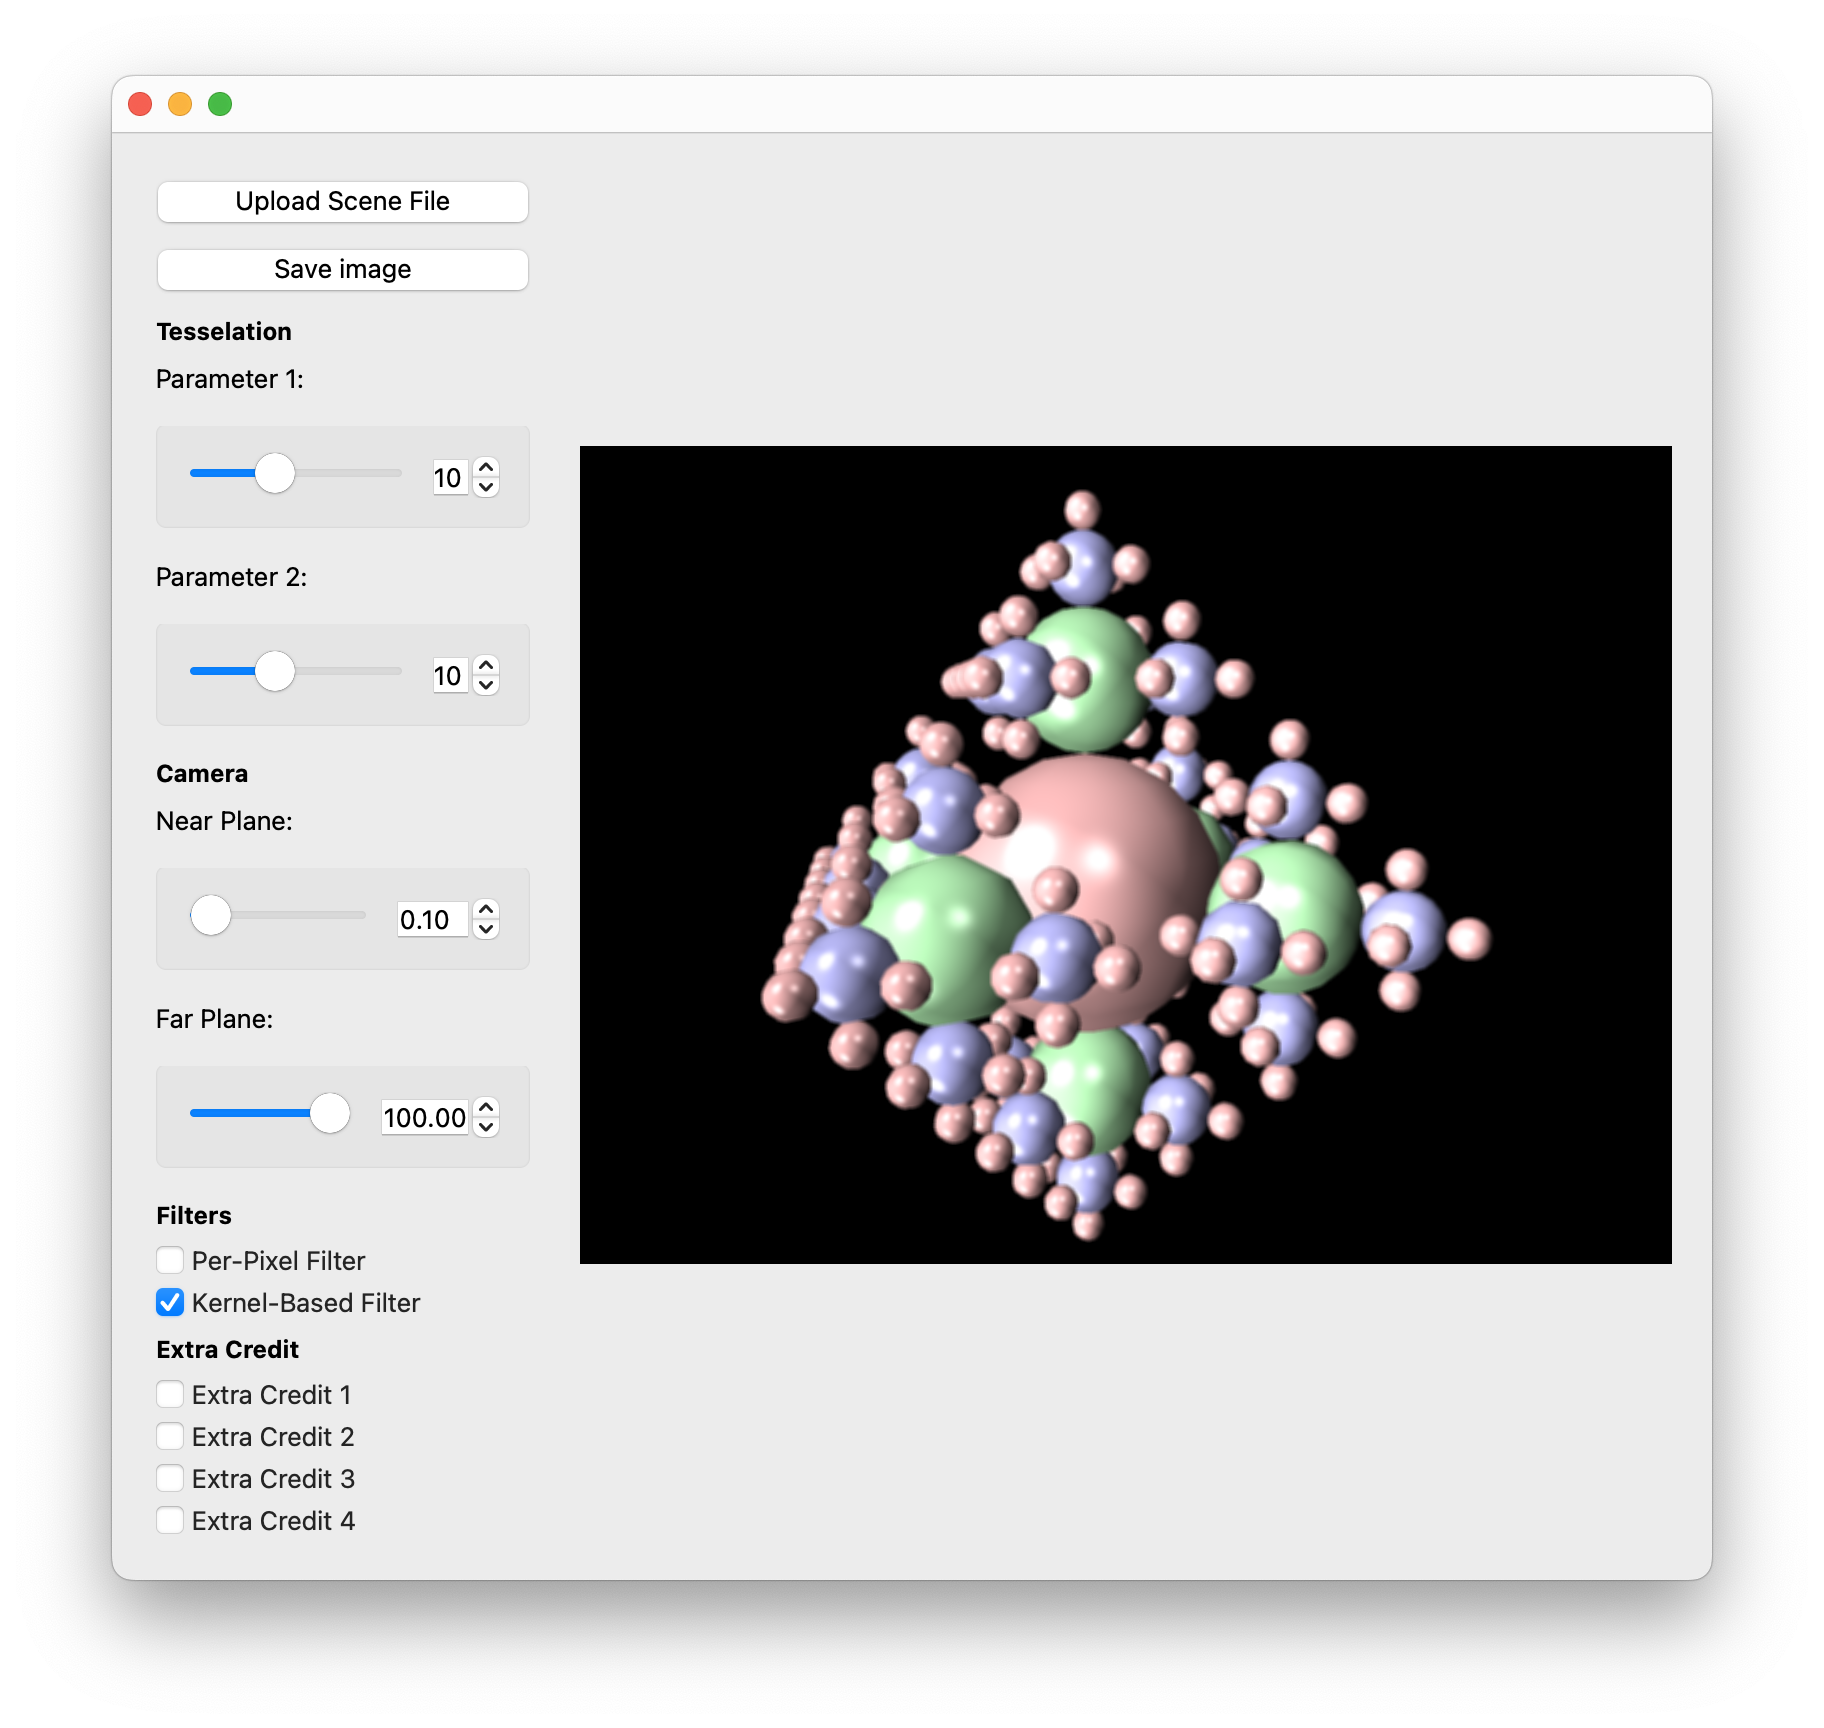 Upload Scene File
Save image
Tesselation
Parameter 1:
10
Parameter 2:
10
Camera
Near Plane:
0.10
Far Plane:
100.00
Filters
Per-Pixel Filter
Kernel-Based Filter
Extra Credit
Extra Credit 1
Extra Credit 2
Extra Credit 3
Extra Credit 4